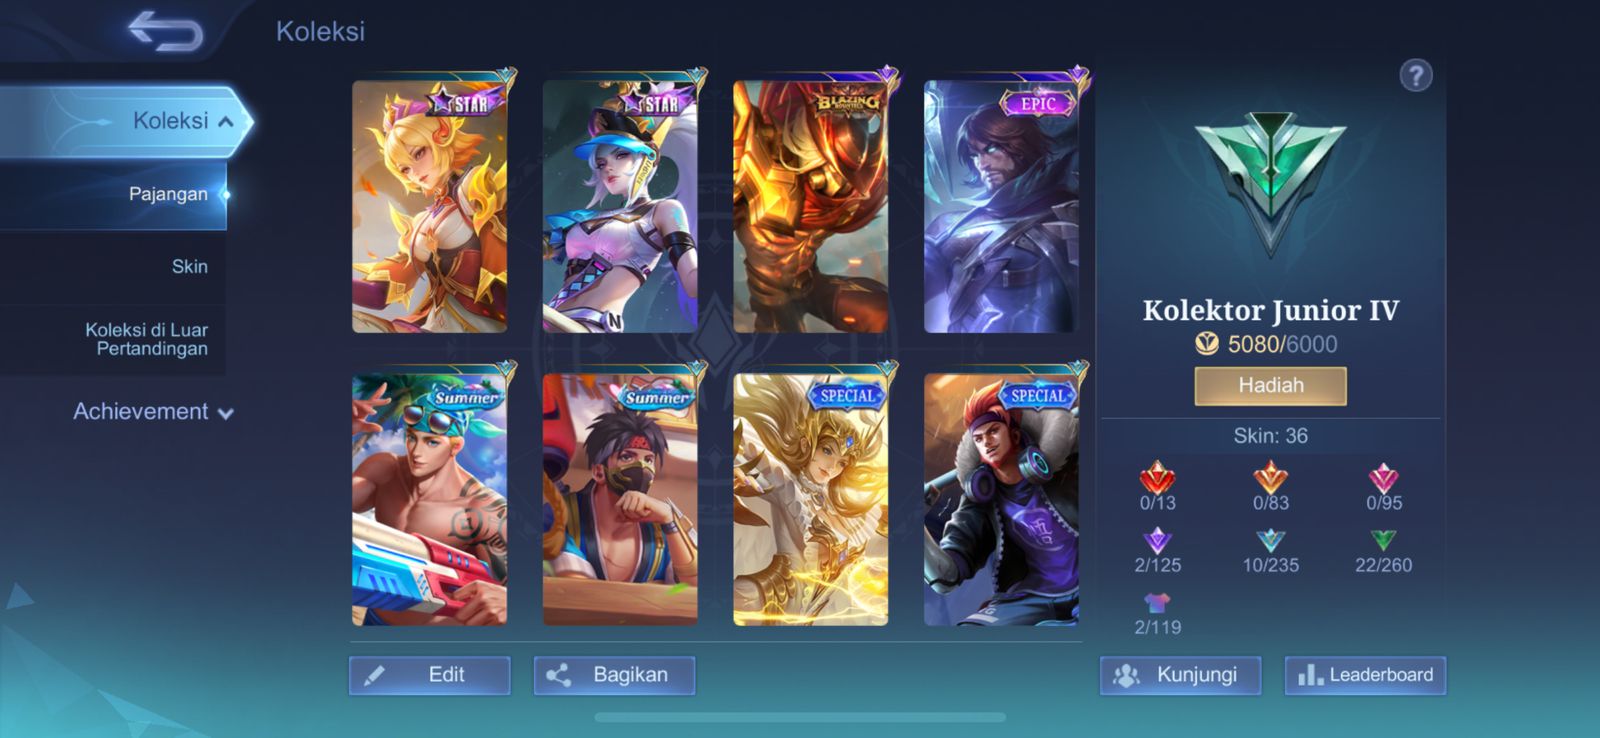 Koleksi
Koleksi
Pajangan
Skin
Koleksi di Luar
Pertandingan
Achievement
STAR
STAR
BLAZING
EPIC
Summer
Summer
SPECIAL
SPECIAL
Edit
Bagikan
?
Kolektor Junior IV
5080/6000
Hadiah
Skin: 36
0/13
0/83
0/95
2/125
10/235
22/260
2/119
Kunjungi
Leaderboard